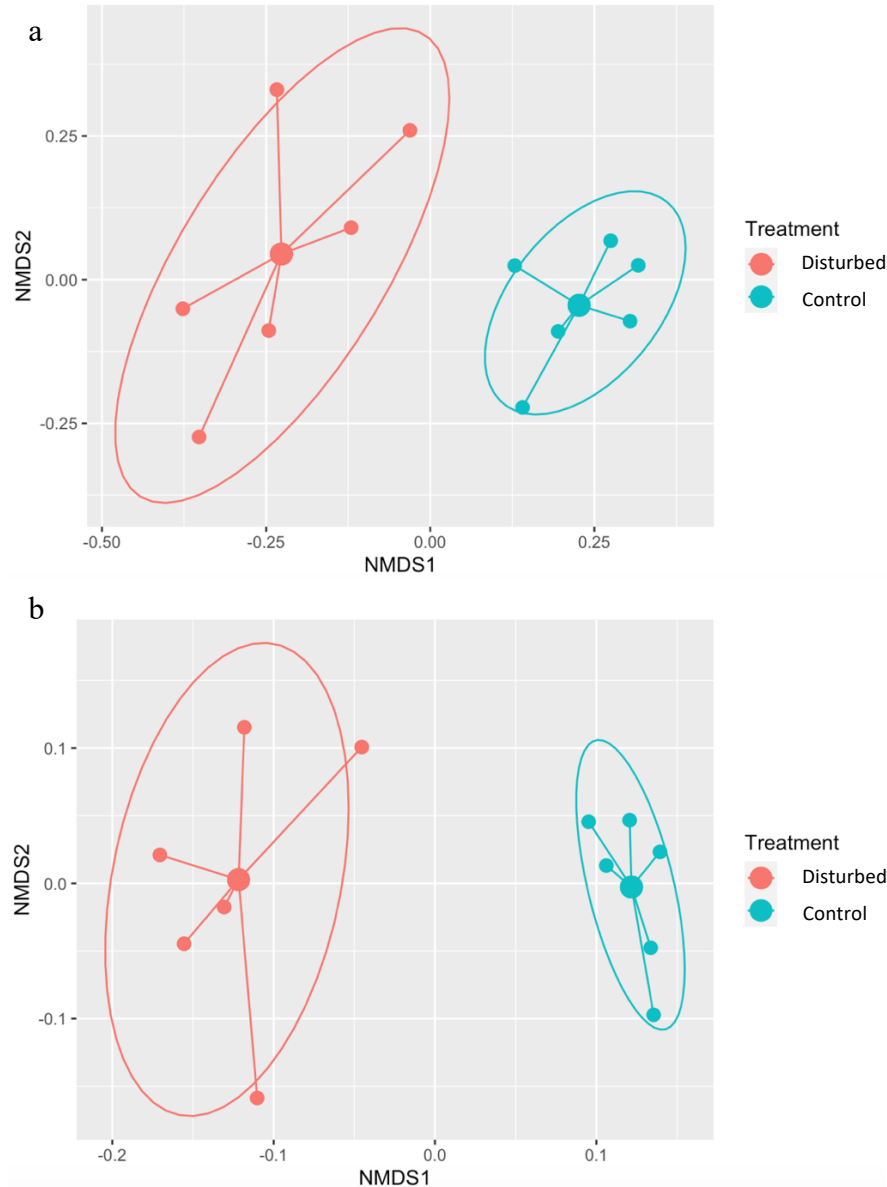 a
0.25
0.00
-0.25
NMDS2
-0.50
-0.25
0.00
0.25
NMDS1
Treatment
Disturbed
Control
b
0.1
0.0
-0.1
NMDS2
-0.2
-0.1
0.0
0.1
NMDS1
Treatment
Disturbed
Control